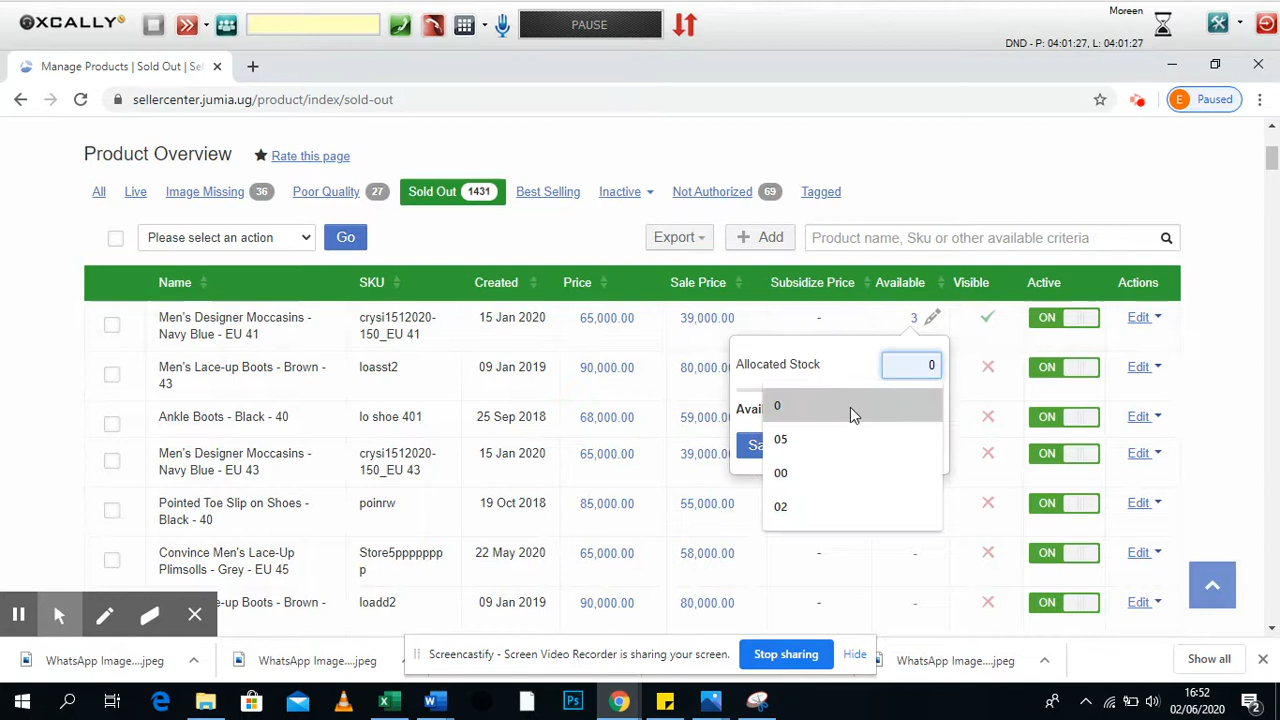 OXCALLY
PAUSE
Moreen
DND - P: 04:01:27, L: 04:01:27
Manage Products | Sold Out | Sel
sellercenter.jumia.ug/product/index/sold-out
E Paused
Product Overview Rate this page
All Live Image Missing 36 Poor Quality 27 Sold Out 1431 Best Selling Inactive Not Authorized 69 Tagged
Please select an action Go Export + Add Product name, Sku or other available criteria
Name SKU Created Price Sale Price Subsidize Price Available Visible Active Actions
Men's Designer Moccasins - crysi1512020- 15 Jan 2020 65,000.00 39,000.00 - 3 ON Edit
Navy Blue - EU 41 150_EU 41
Allocated Stock 0
Men's Lace-up Boots - Brown - loasst2 09 Jan 2019 90,000.00 80,000.00 ON Edit
43
0
Avai
Ankle Boots - Black - 40 lo shoe 401 25 Sep 2018 68,000.00 59,000.00 ON Edit
05
Sa
Men's Designer Moccasins - crysi1512020- 15 Jan 2020 65,000.00 39,000.00 ON Edit
Navy Blue - EU 43 150_EU 43
00
Pointed Toe Slip on Shoes - poinrw 19 Oct 2018 85,000.00 55,000.00 ON Edit
Black - 40
02
Convince Men's Lace-Up Store5ppppppp 22 May 2020 65,000.00 58,000.00 - - ON Edit
Plimsolls - Grey - EU 45 p
e-up Boots - Brown - loadd2 09 Jan 2019 90,000.00 80,000.00 - - ON Edit
Screencastify - Screen Video Recorder is sharing your screen. Stop sharing Hide
WhatsApp Image....jpeg WhatsApp Image....jpeg WhatsApp Image....jpeg Show all
16:52
02/06/2020
2